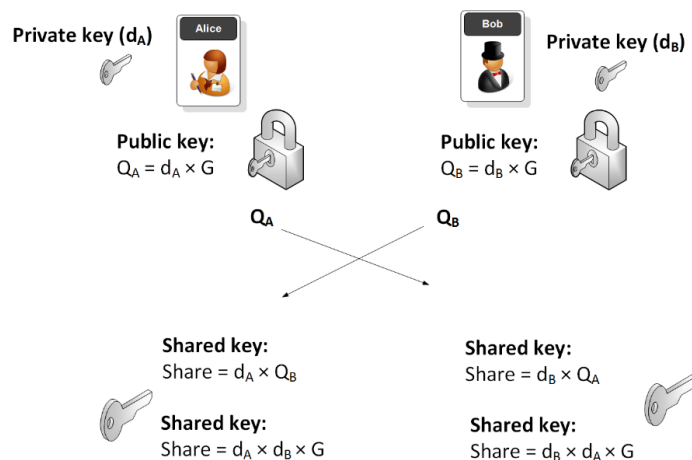 Alice
Private key (dA)
Public key:
QA = dA × G
Bob
Private key (dB)
Public key:
QB = dB × G
QA
QB
Shared key:
Share = dA × QB
Shared key:
Share = dA × dB × G
Shared key:
Share = dB × QA
Shared key:
Share = dB × dA × G